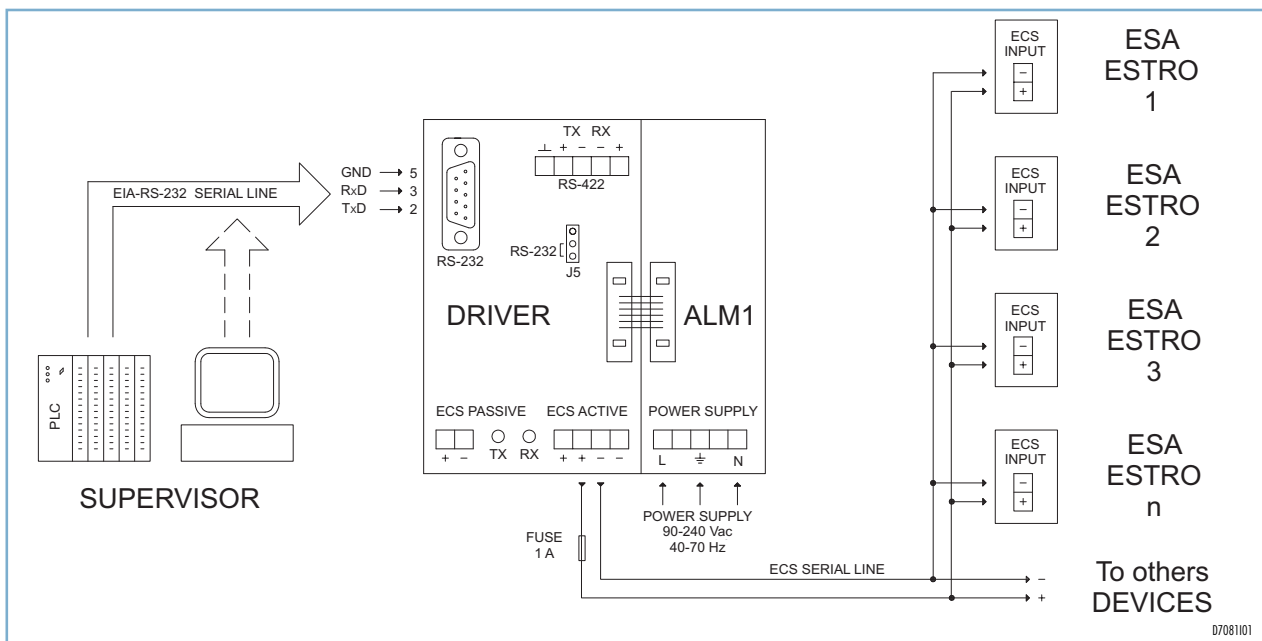 ECS
INPUT
−
+
ESA
ESTRO
1
TX RX
⊥ + − − +
RS-422
GND 5
RxD 3
TxD 2
EIA-RS-232 SERIAL LINE
RS-232
RS-232
J5
DRIVER
ALM1
ECS
INPUT
−
+
ESA
ESTRO
2
ECS
INPUT
−
+
ESA
ESTRO
3
PLC
SUPERVISOR
ECS PASSIVE ECS ACTIVE POWER SUPPLY
+ − TX RX + + − − L ⏚ N
ECS
INPUT
−
+
ESA
ESTRO
n
FUSE
1 A
POWER SUPPLY
90-240 Vac
40-70 Hz
ECS SERIAL LINE
−
+
To others
DEVICES
D7081I01